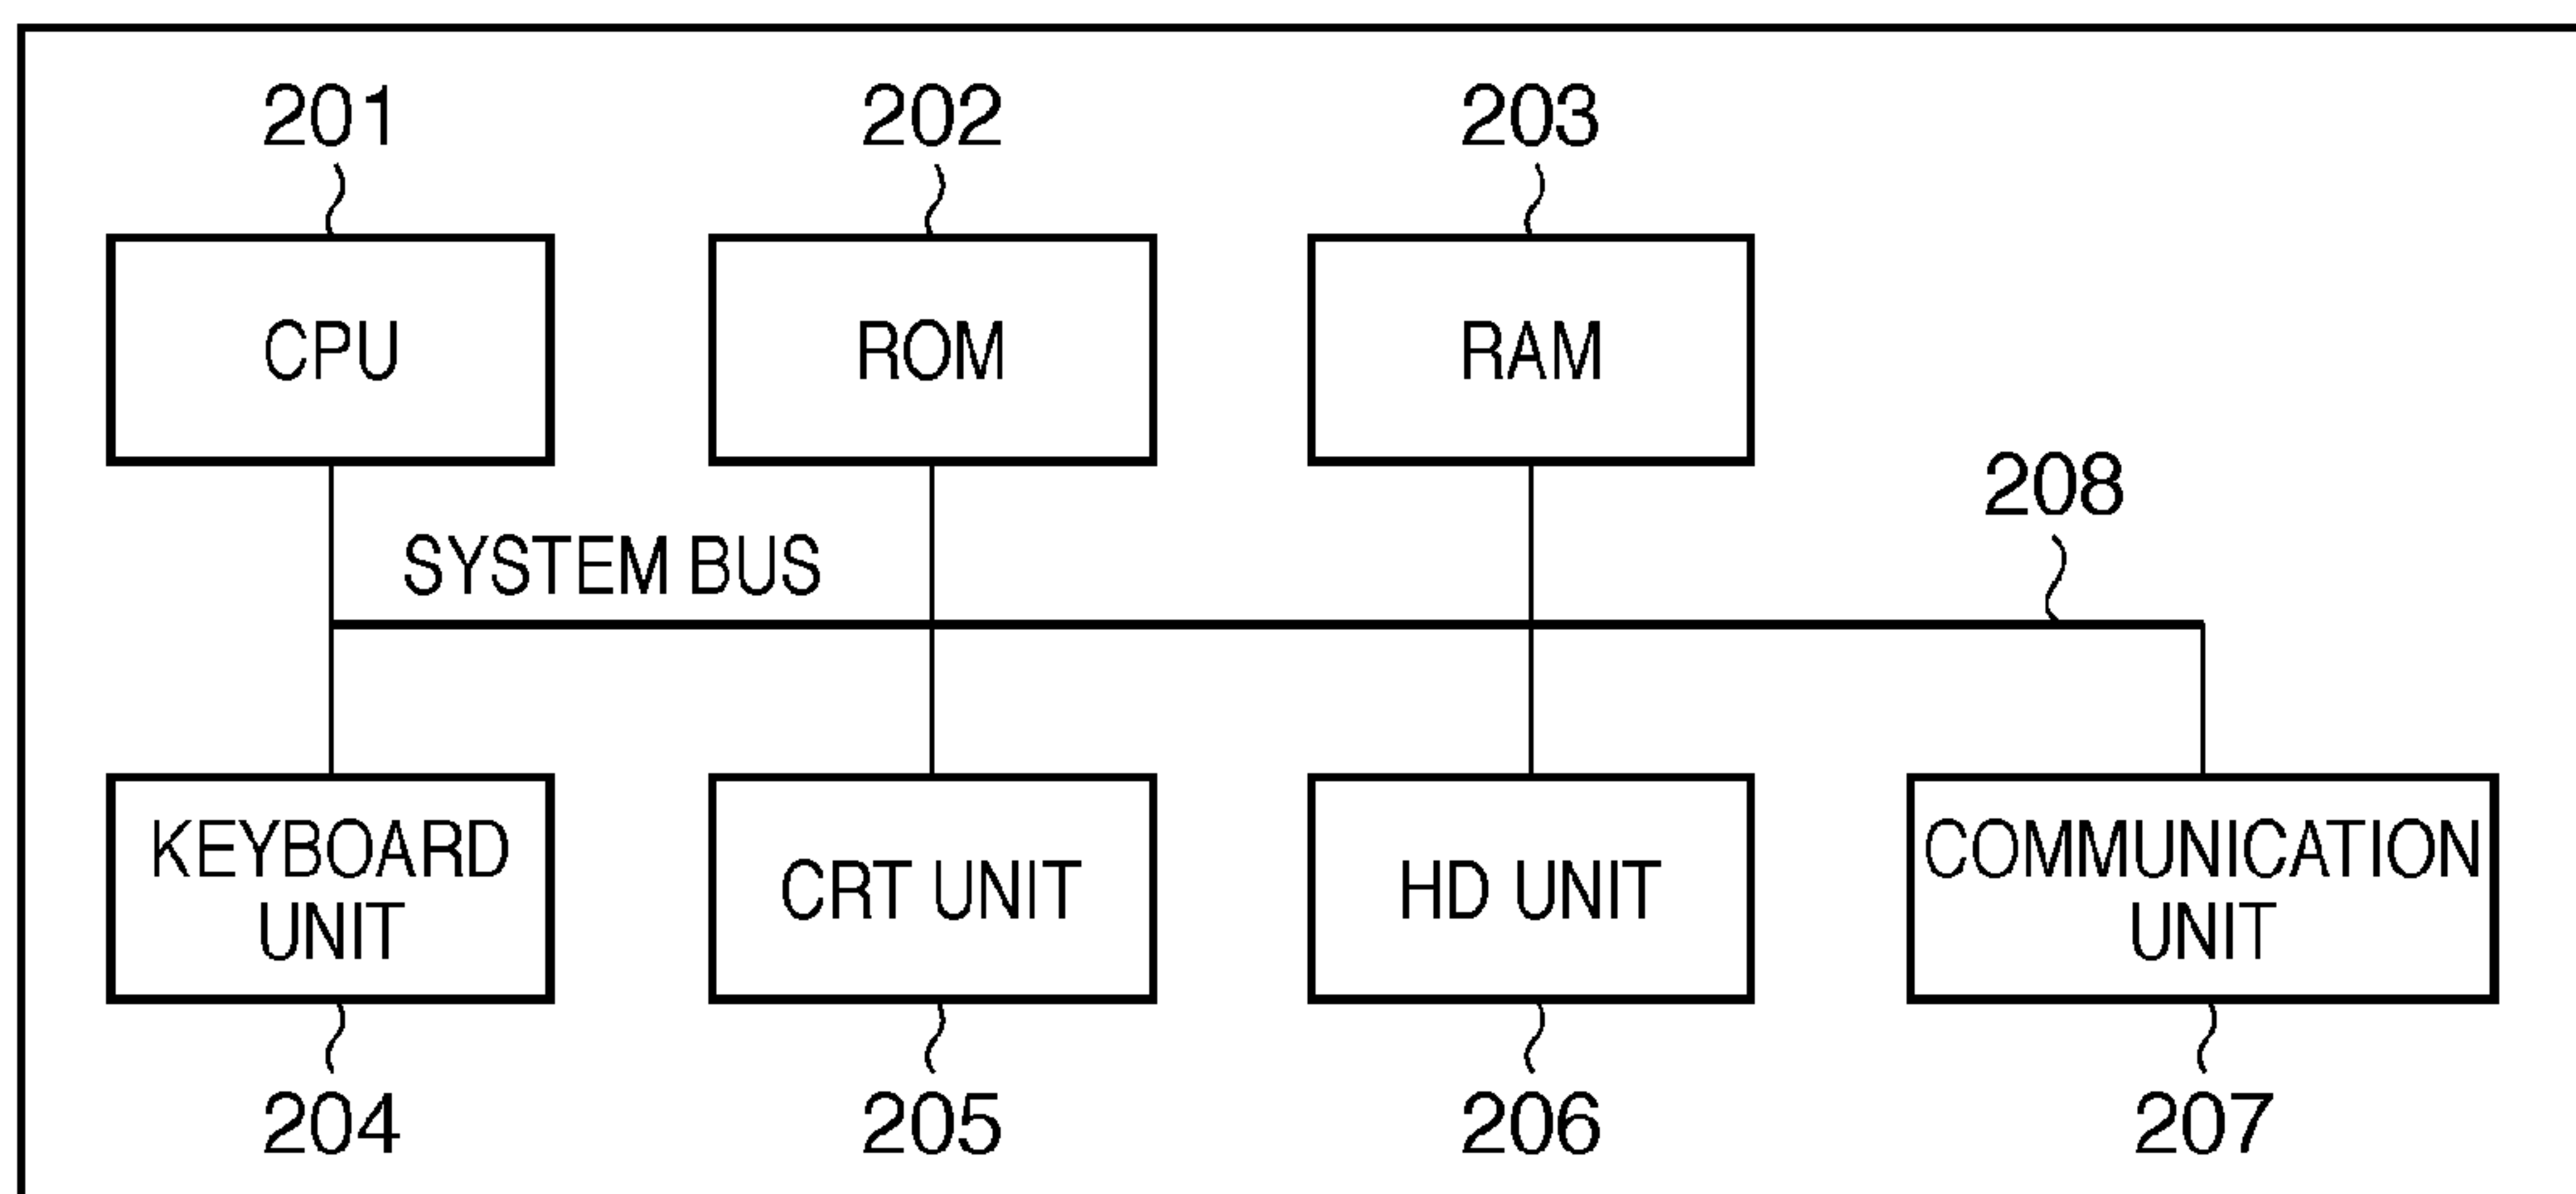 201
202
203
CPU
ROM
RAM
208
SYSTEM BUS
KEYBOARD
UNIT
CRT UNIT
HD UNIT
COMMUNICATION
UNIT
204
205
206
207